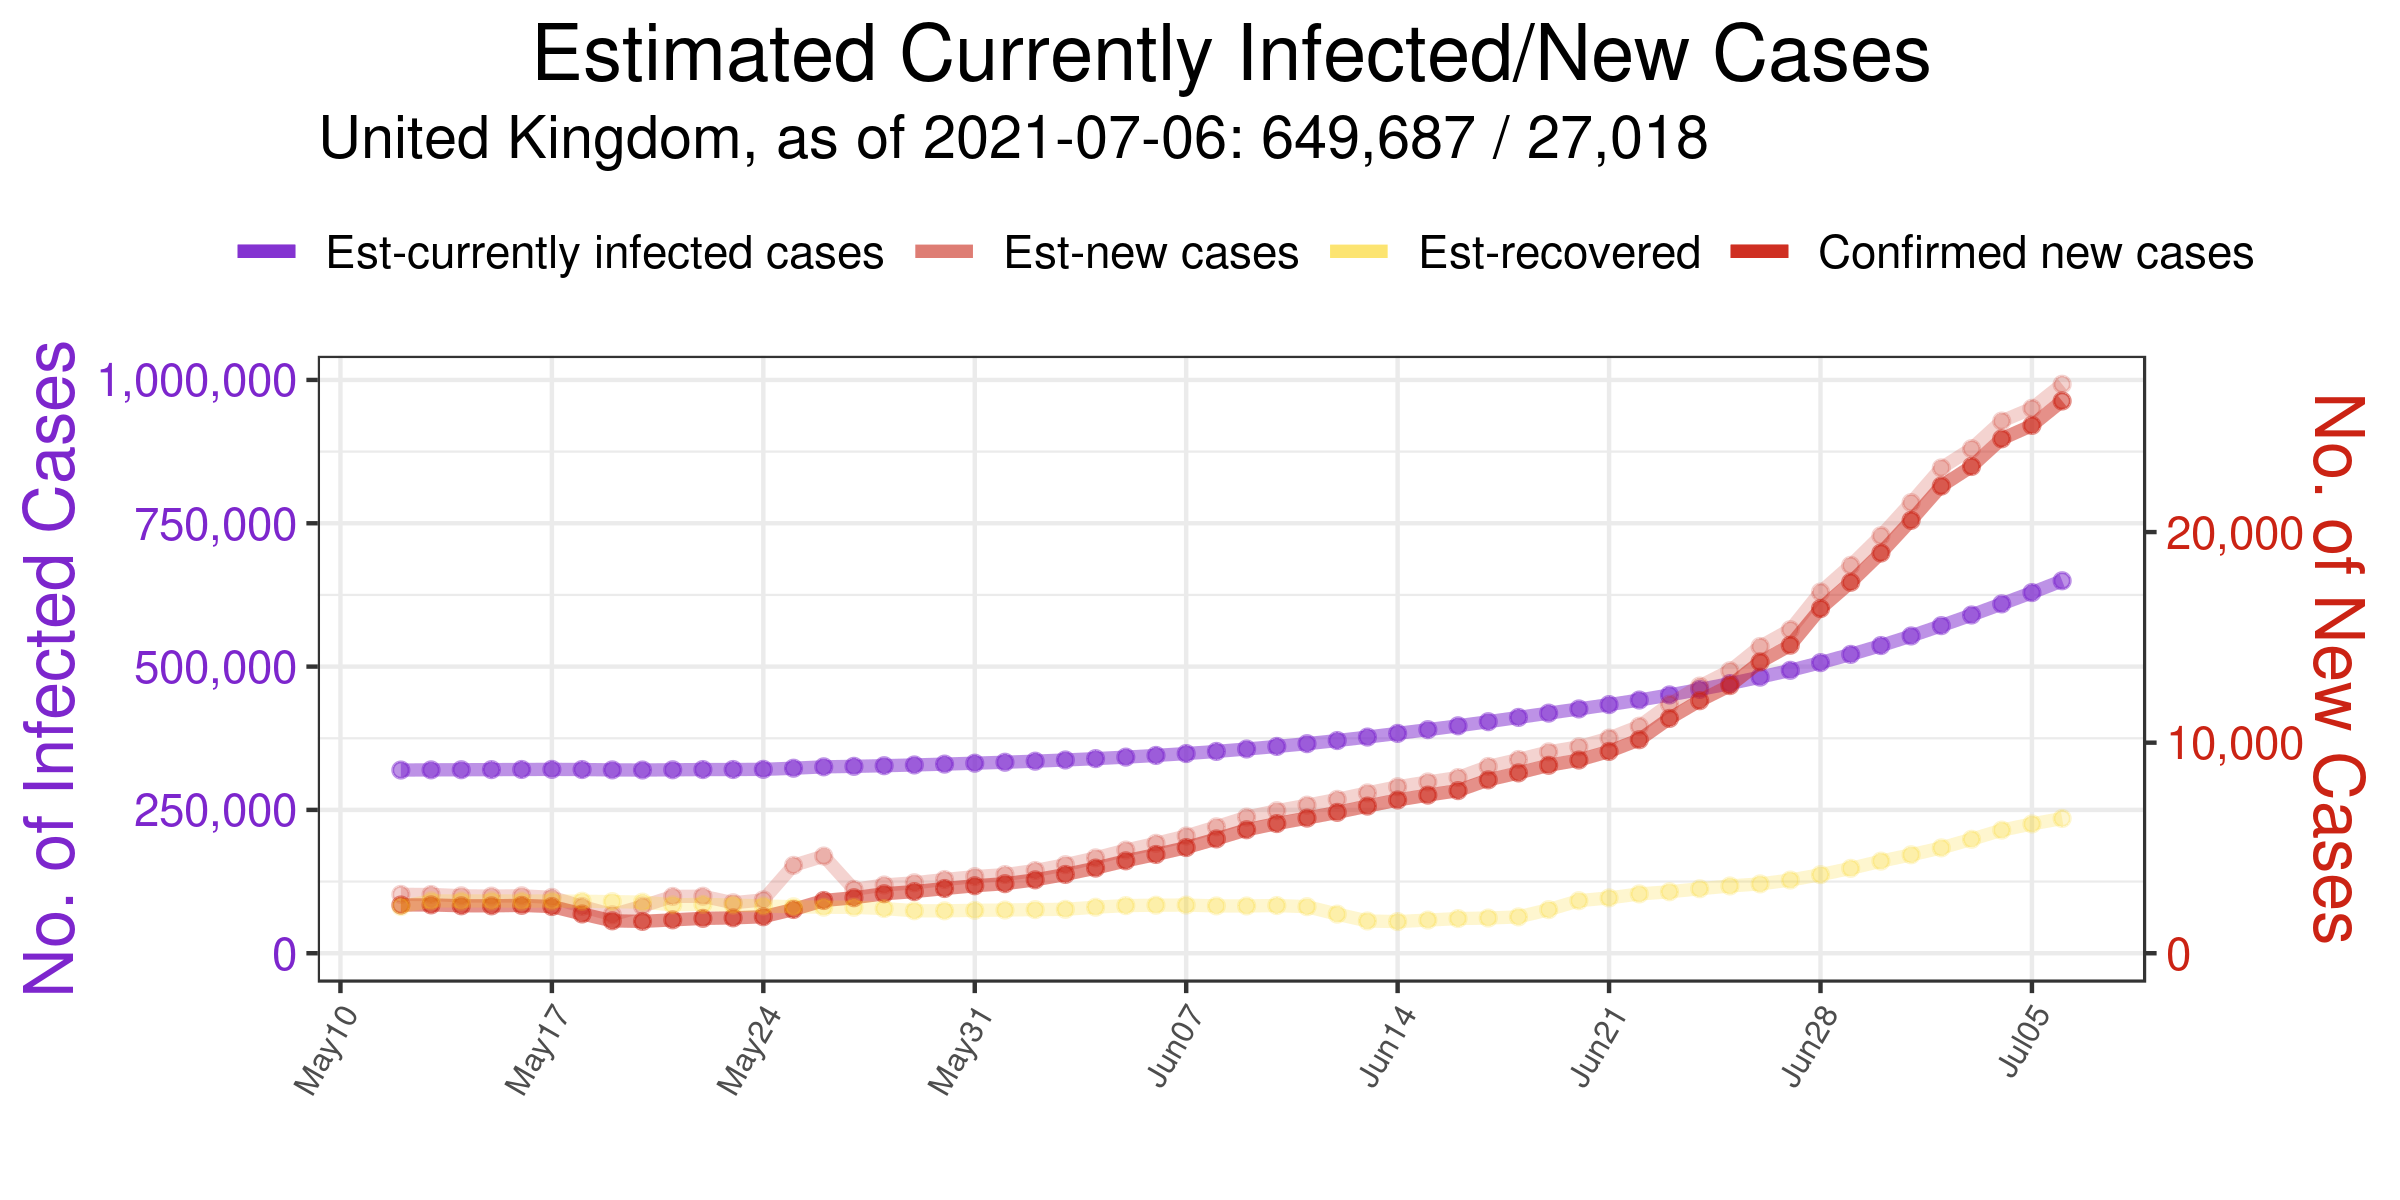 Estimated Currently Infected/New Cases
United Kingdom, as of 2021-07-06: 649,687 / 27,018
Est-currently infected cases Est-new cases Est-recovered Confirmed new cases
No. of Infected Cases
1,000,000
750,000
500,000
250,000
0
20,000
10,000
0
No. of New Cases
May10 May17 May24 May31 Jun07 Jun14 Jun21 Jun28 Jul05